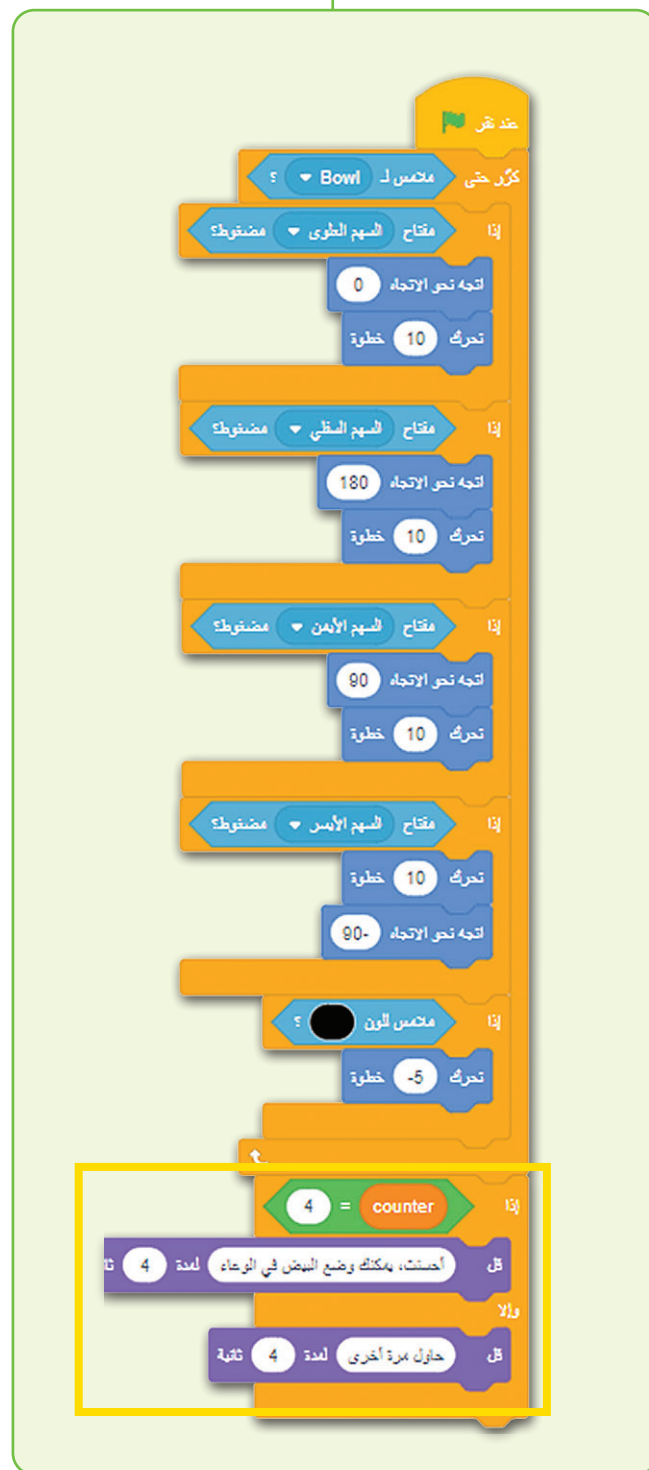 عند نقر
كرِّر حتى ملامس لـ Bowl ؟
إذا مفتاح السهم العلوي مضغوط؟
اتجه نحو الاتجاه 0
تحرك 10 خطوة
إذا مفتاح السهم السفلي مضغوط؟
اتجه نحو الاتجاه 180
تحرك 10 خطوة
إذا مفتاح السهم الأيمن مضغوط؟
اتجه نحو الاتجاه 90
تحرك 10 خطوة
إذا مفتاح السهم الأيسر مضغوط؟
تحرك 10 خطوة
اتجه نحو الاتجاه -90
إذا ملامس للون ؟
تحرك -5 خطوة
إذا counter = 4
قل أحسنت، يمكنك وضع البيض في الوعاء لمدة 4 ثا
وإلا
قل حاول مرة أخرى لمدة 4 ثانية